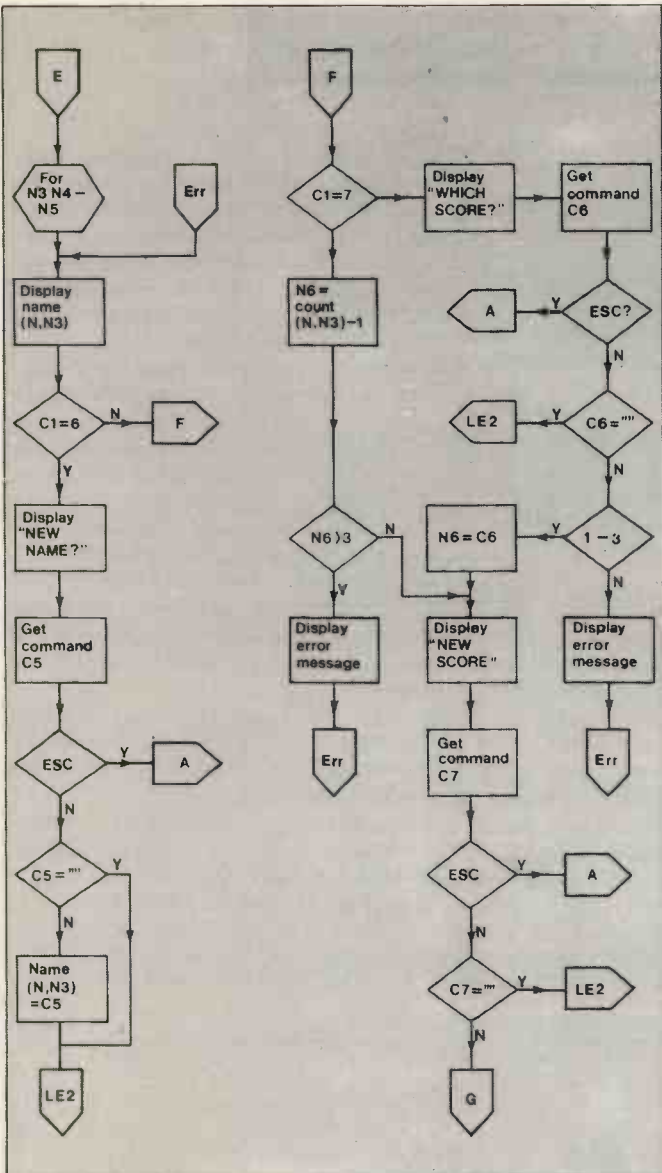 E
For
N3 N4 –
N5
Err
Display
name
(N,N3)
C1=6
N
F
Y
Display
"NEW
NAME?"
Get
command
C5
ESC
Y
A
N
C5=""
Y
N
Name
(N,N3)
=C5
LE2
F
C1=7
Display
"WHICH
SCORE?"
Get
command
C6
N6=
count
(N,N3)–1
A
Y
ESC?
N
LE2
Y
C6=""
N
N6>3
N
N6=C6
Y
1 – 3
Y
N
Display
error
message
Display
"NEW
SCORE"
Display
error
message
Err
Get
command
C7
Err
ESC
Y
A
N
C7=""
Y
LE2
N
G